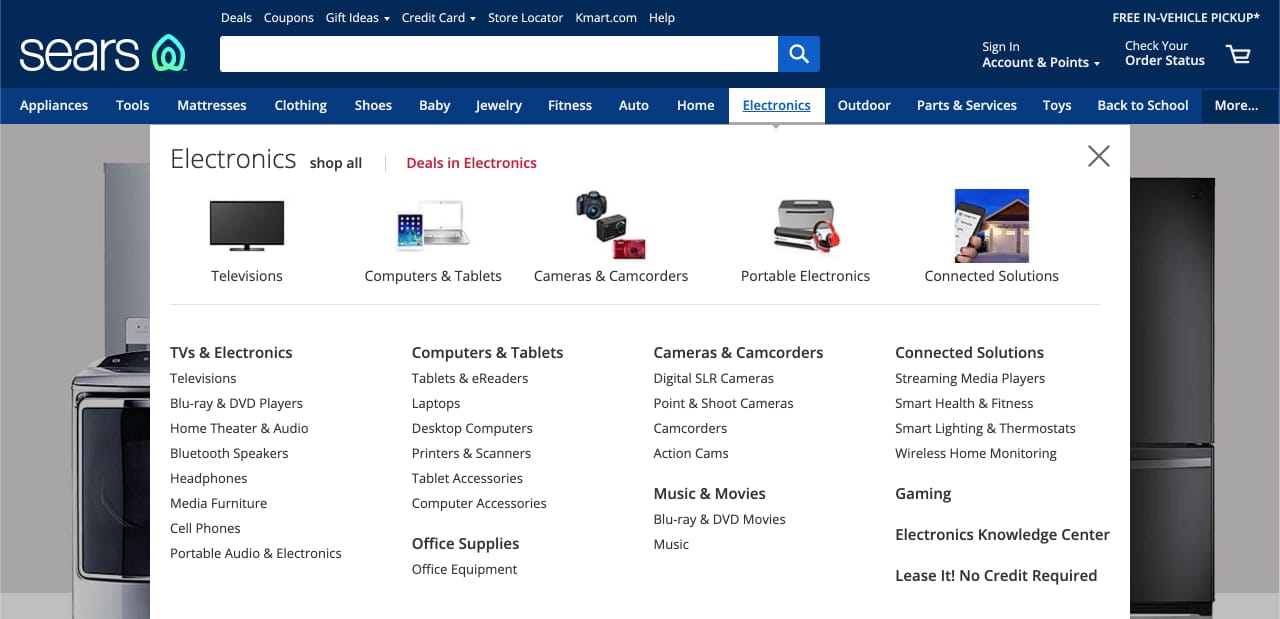 Deals Coupons Gift Ideas Credit Card Store Locator Kmart.com Help
FREE IN-VEHICLE PICKUP*
sears
Sign In
Account & Points
Check Your
Order Status
Appliances Tools Mattresses Clothing Shoes Baby Jewelry Fitness Auto Home Electronics Outdoor Parts & Services Toys Back to School More...
Electronics shop all Deals in Electronics
Televisions Computers & Tablets Cameras & Camcorders Portable Electronics Connected Solutions
TVs & Electronics
Televisions
Blu-ray & DVD Players
Home Theater & Audio
Bluetooth Speakers
Headphones
Media Furniture
Cell Phones
Portable Audio & Electronics
Computers & Tablets
Tablets & eReaders
Laptops
Desktop Computers
Printers & Scanners
Tablet Accessories
Computer Accessories
Office Supplies
Office Equipment
Cameras & Camcorders
Digital SLR Cameras
Point & Shoot Cameras
Camcorders
Action Cams
Music & Movies
Blu-ray & DVD Movies
Music
Connected Solutions
Streaming Media Players
Smart Health & Fitness
Smart Lighting & Thermostats
Wireless Home Monitoring
Gaming
Electronics Knowledge Center
Lease It! No Credit Required